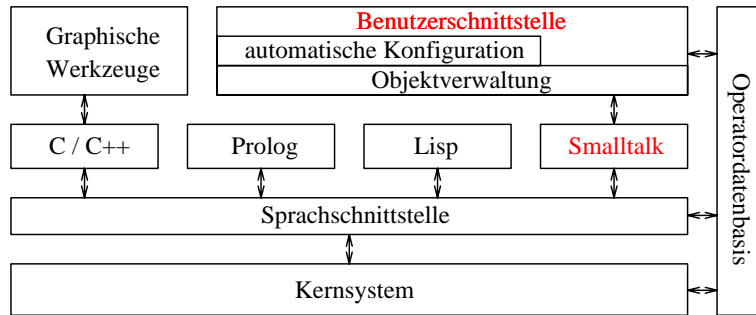 Graphische
Werkzeuge
Benutzerschnittstelle
automatische Konfiguration
Objektverwaltung
C / C++
Prolog
Lisp
Smalltalk
Sprachschnittstelle
Kernsystem
Operatordatenbasis